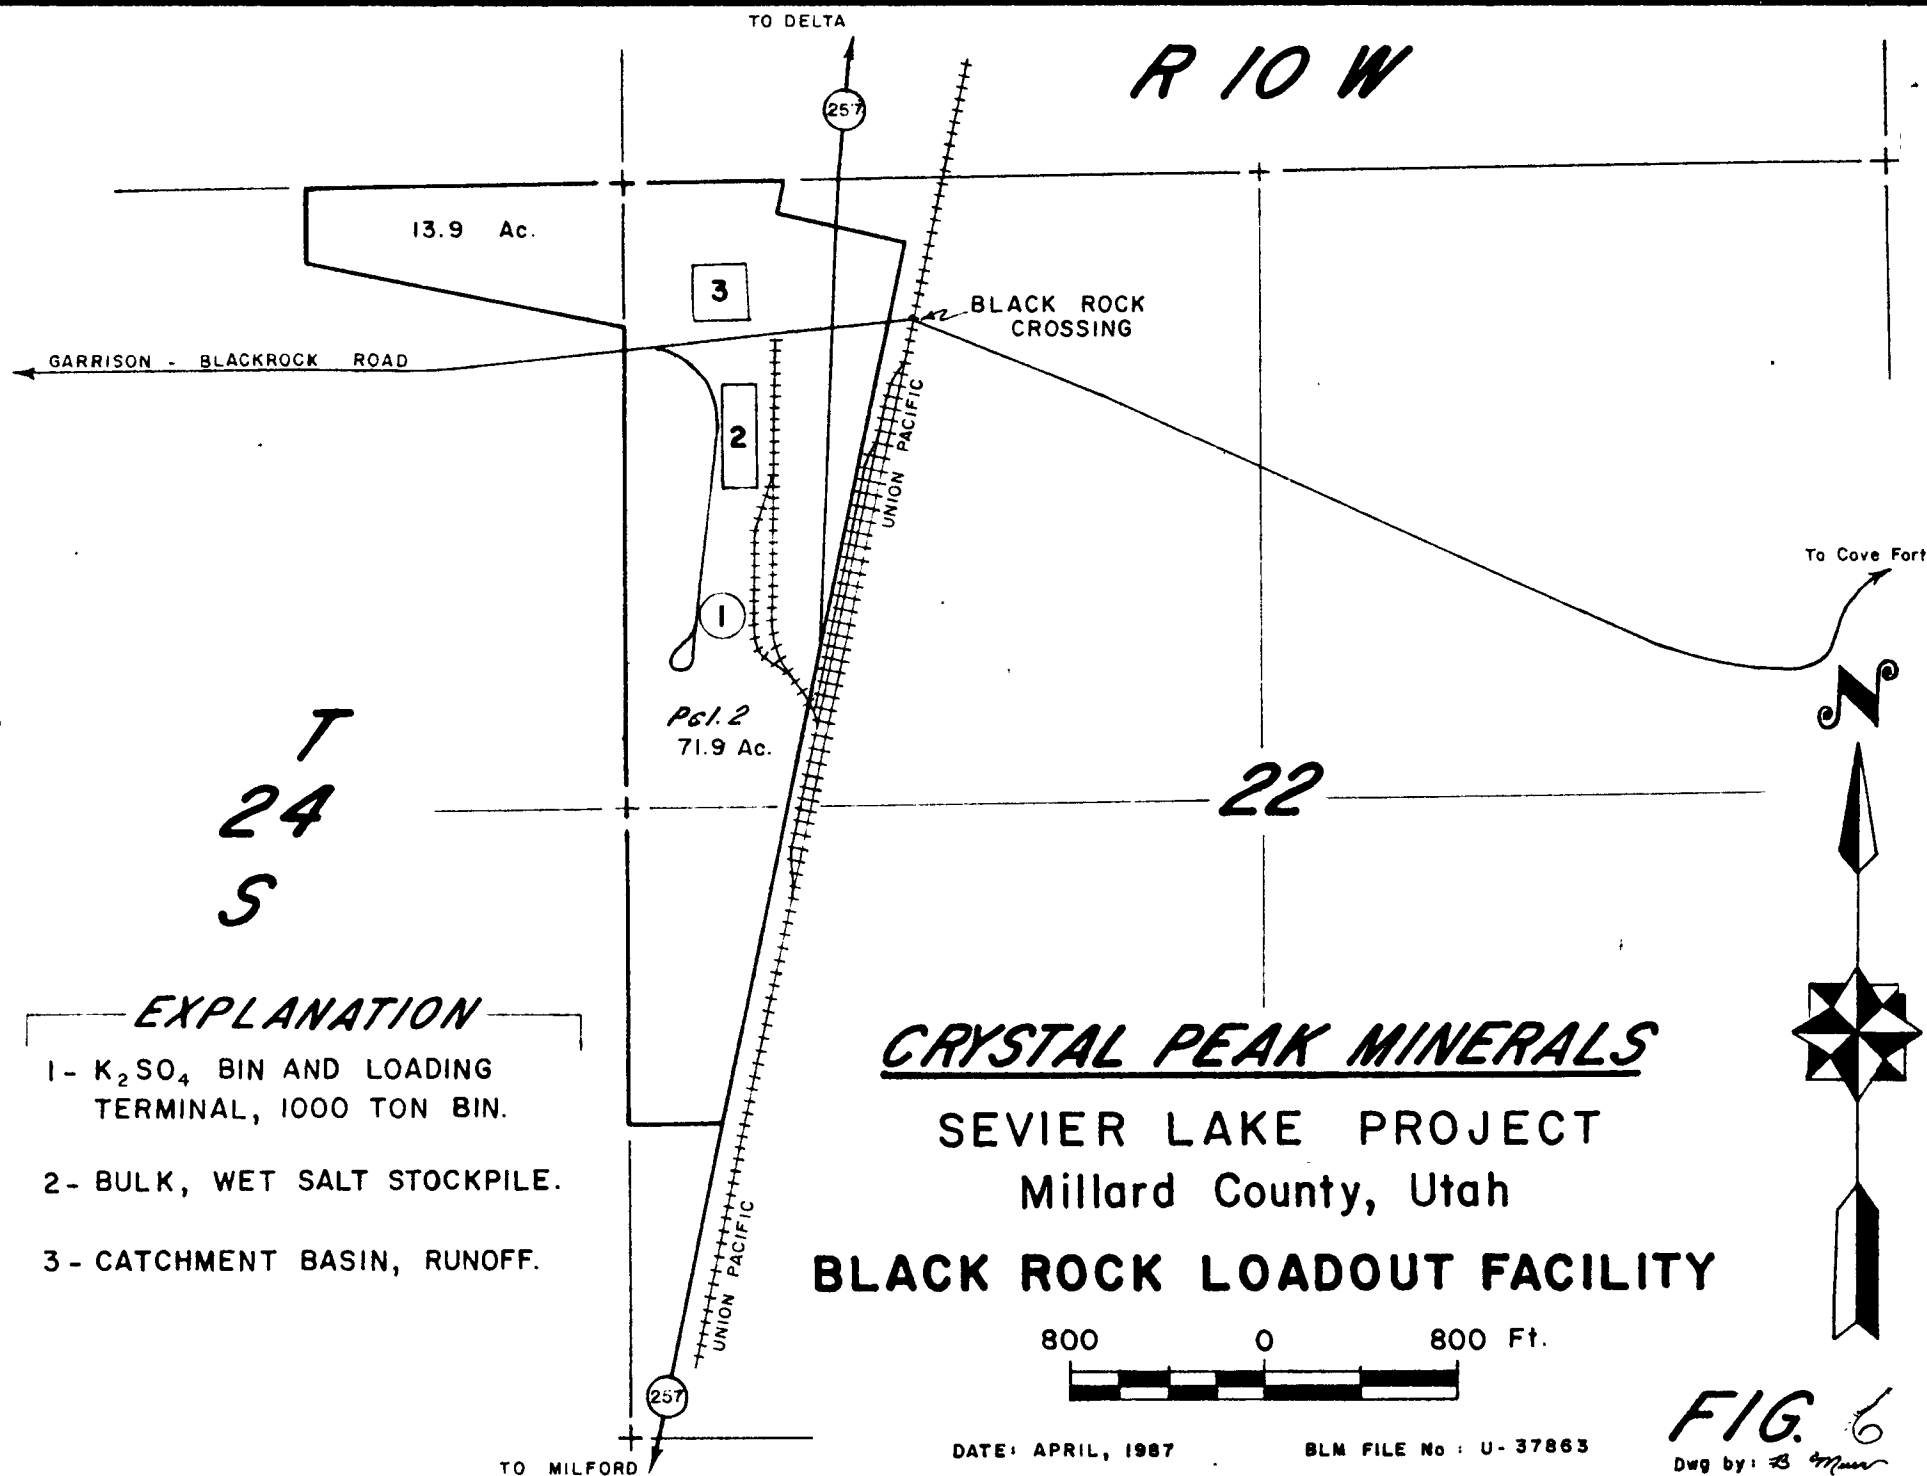 TO DELTA
R 10 W
257
13.9 Ac.
3
BLACK ROCK
CROSSING
GARRISON - BLACKROCK ROAD
UNION PACIFIC
2
To Cove Fort
1
N
Pcl. 2
71.9 Ac.
T
24
S
22
EXPLANATION
1- K₂SO₄ BIN AND LOADING
TERMINAL, 1000 TON BIN.
2- BULK, WET SALT STOCKPILE.
3- CATCHMENT BASIN, RUNOFF.
UNION PACIFIC
257
TO MILFORD
CRYSTAL PEAK MINERALS
SEVIER LAKE PROJECT
Millard County, Utah
BLACK ROCK LOADOUT FACILITY
800 0 800 Ft.
DATE: APRIL, 1987
BLM FILE No: U-37863
FIG. 6
Dwg by: B